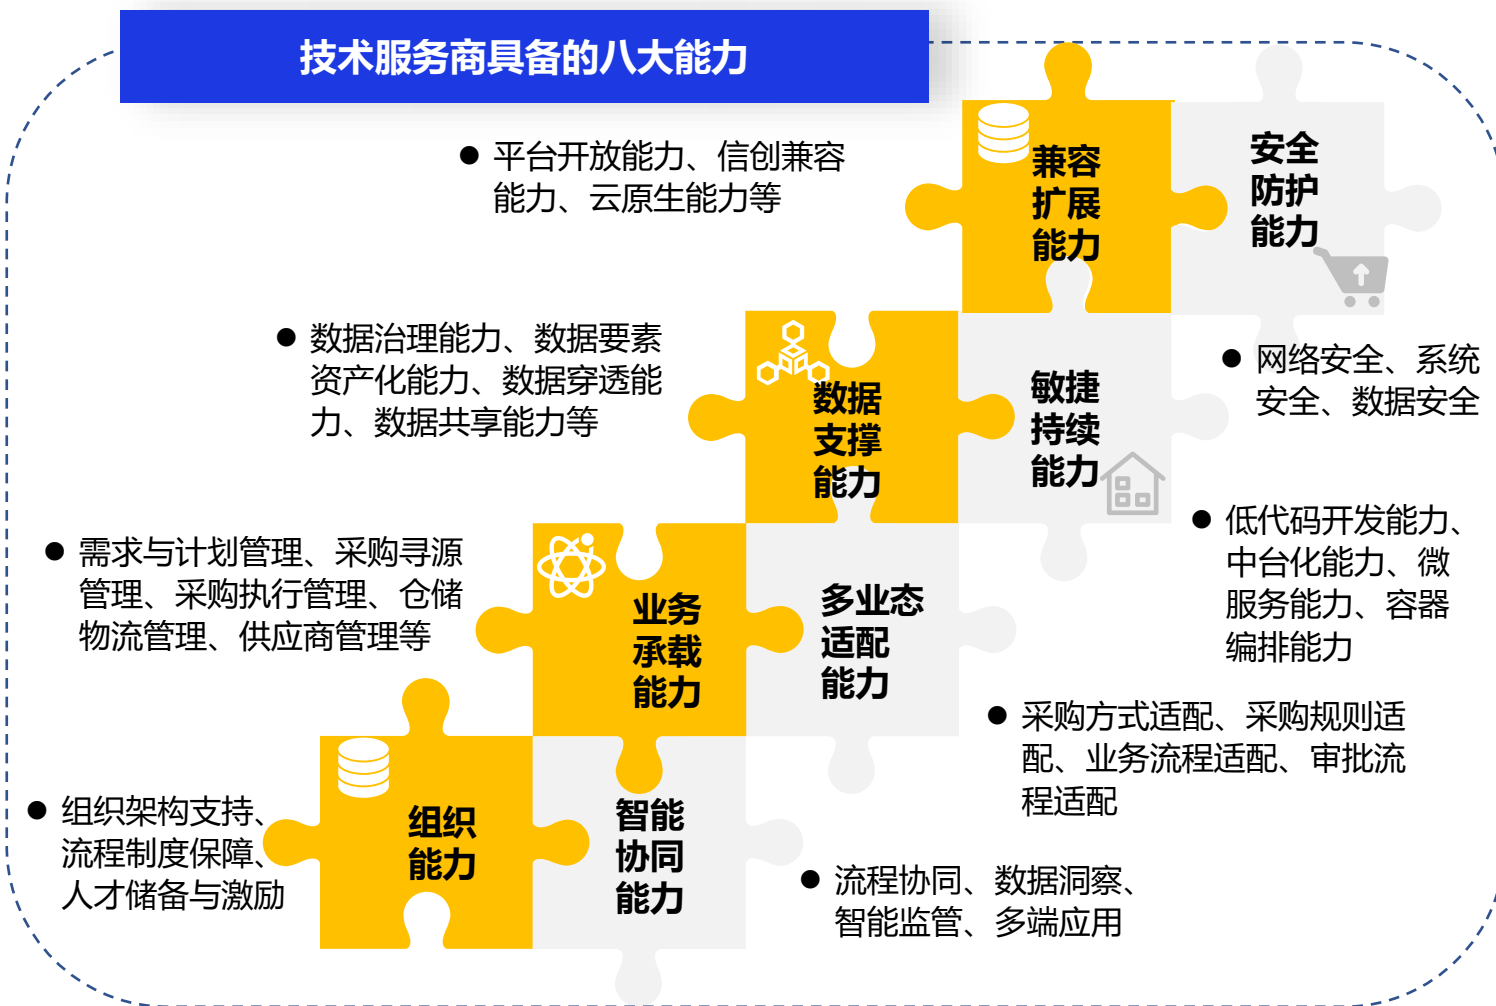 技术服务商具备的八大能力
● 平台开放能力、信创兼容
能力、云原生能力等
兼容
扩展
能力
安全
防护
能力
● 数据治理能力、数据要素
资产化能力、数据穿透能
力、数据共享能力等
数据
支撑
能力
敏捷
持续
能力
● 网络安全、系统
安全、数据安全
● 需求与计划管理、采购寻源
管理、采购执行管理、仓储
物流管理、供应商管理等
业务
承载
能力
多业态
适配
能力
● 低代码开发能力、
中台化能力、微
服务能力、容器
编排能力
● 组织架构支持、
流程制度保障、
人才储备与激励
组织
能力
智能
协同
能力
● 采购方式适配、采购规则适
配、业务流程适配、审批流
程适配
● 流程协同、数据洞察、
智能监管、多端应用